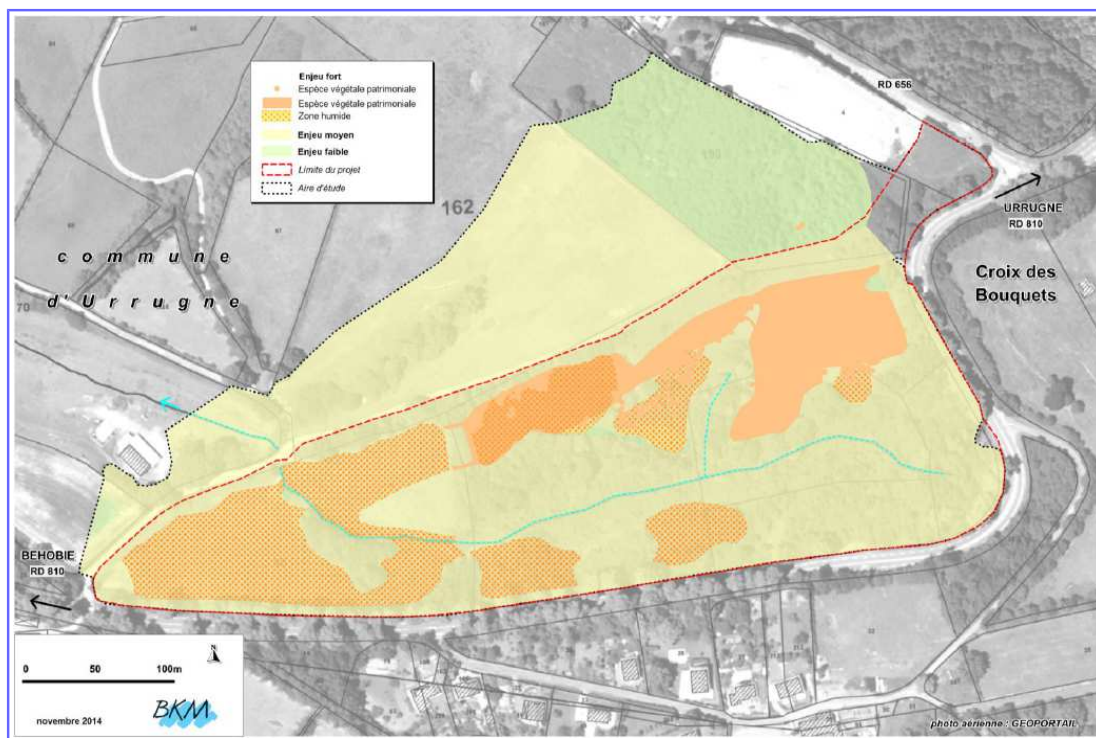 Enjeu fort
Espèce végétale patrimoniale
Espèce végétale patrimoniale
Zone humide
Enjeu moyen
Enjeu faible
Limite du projet
Aire d'étude
RD 656
162
URRUGNE
RD 810
Croix des
Bouquets
commune
d'Urrugne
70
BEHOBIE
RD 810
0 50 100m
N
novembre 2014
BKM
photo aérienne : GEOPORTAIL